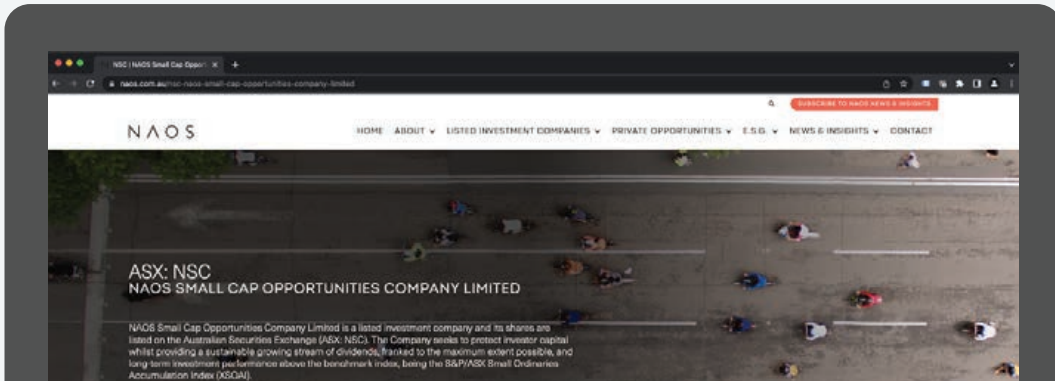 NSC | NAOS Small Cap Opport
naos.com.au/nsc-naos-small-cap-opportunities-company-limited
SUBSCRIBE TO NAOS NEWS & INSIGHTS
NAOS
HOME ABOUT LISTED INVESTMENT COMPANIES PRIVATE OPPORTUNITIES E.S.G. NEWS & INSIGHTS CONTACT
ASX: NSC
NAOS SMALL CAP OPPORTUNITIES COMPANY LIMITED
NAOS Small Cap Opportunities Company Limited is a listed investment company and its shares are
listed on the Australian Securities Exchange (ASX: NSC). The Company seeks to protect investor capital
whilst providing a sustainable growing stream of dividends, franked to the maximum extent possible, and
long-term investment performance above the benchmark index, being the S&P/ASX Small Ordinaries
Accumulation Index (XSOAI).